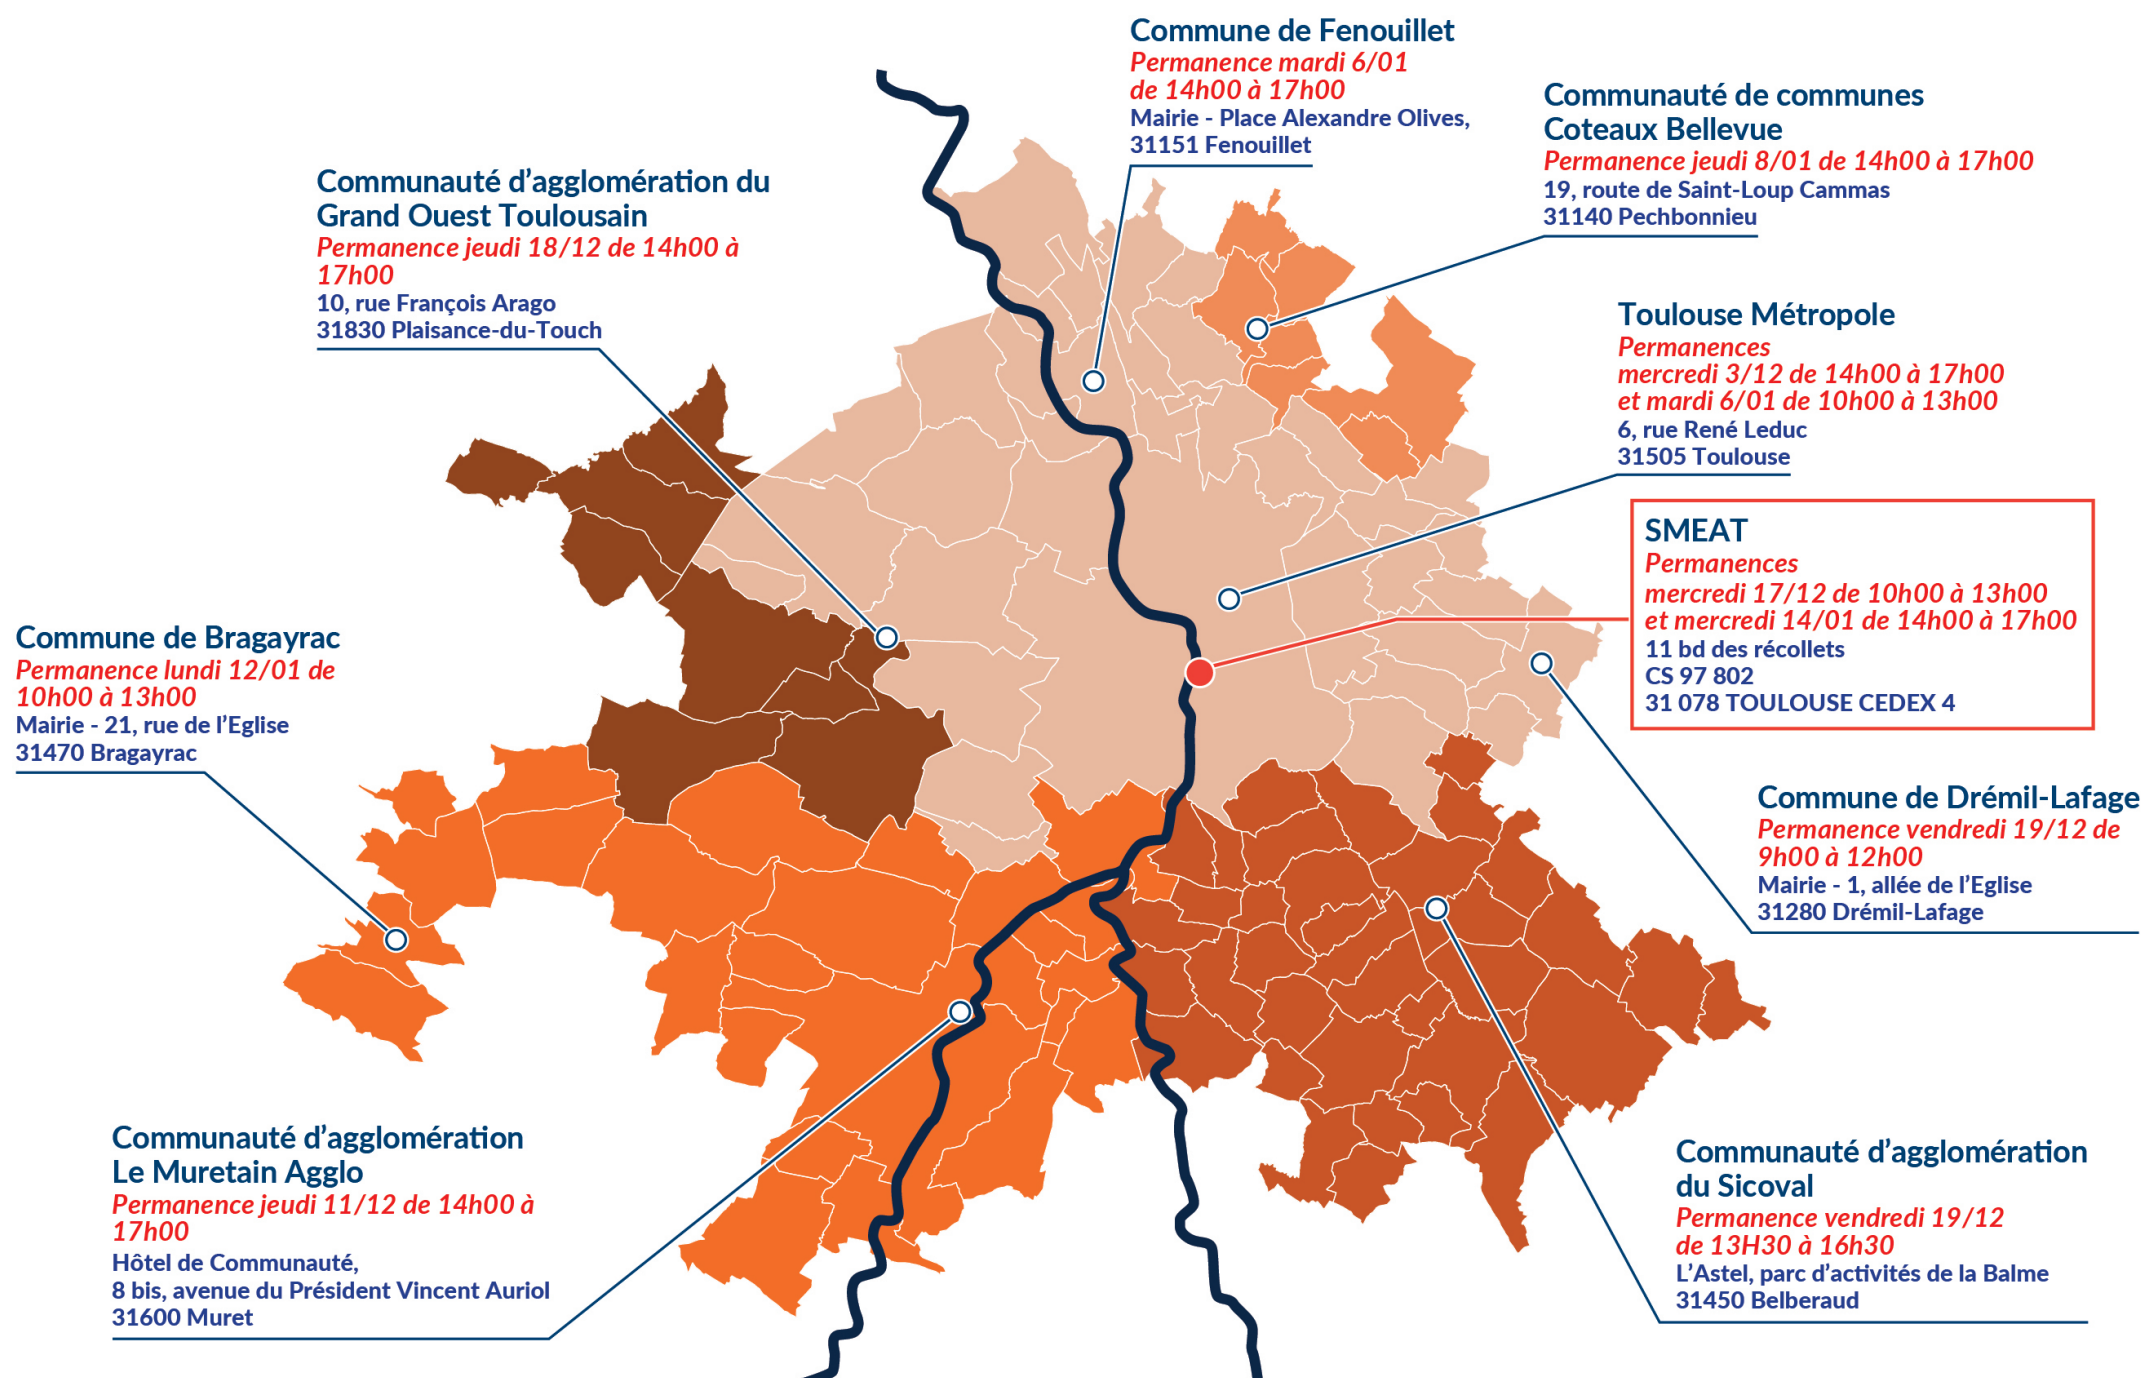 Commune de Fenouillet
Permanence mardi 6/01
de 14h00 à 17h00
Mairie - Place Alexandre Olives,
31151 Fenouillet
Communauté de communes
Coteaux Bellevue
Permanence jeudi 8/01 de 14h00 à 17h00
19, route de Saint-Loup Cammas
31140 Pechbonnieu
Communauté d’agglomération du
Grand Ouest Toulousain
Permanence jeudi 18/12 de 14h00 à
17h00
10, rue François Arago
31830 Plaisance-du-Touch
Toulouse Métropole
Permanences
mercredi 3/12 de 14h00 à 17h00
et mardi 6/01 de 10h00 à 13h00
6, rue René Leduc
31505 Toulouse
SMEAT
Permanences
mercredi 17/12 de 10h00 à 13h00
et mercredi 14/01 de 14h00 à 17h00
11 bd des récollets
CS 97 802
31 078 TOULOUSE CEDEX 4
Commune de Bragayrac
Permanence lundi 12/01 de
10h00 à 13h00
Mairie - 21, rue de l’Eglise
31470 Bragayrac
Commune de Drémil-Lafage
Permanence vendredi 19/12 de
9h00 à 12h00
Mairie - 1, allée de l’Eglise
31280 Drémil-Lafage
Communauté d’agglomération
Le Muretain Agglo
Permanence jeudi 11/12 de 14h00 à
17h00
Hôtel de Communauté,
8 bis, avenue du Président Vincent Auriol
31600 Muret
Communauté d’agglomération
du Sicoval
Permanence vendredi 19/12
de 13H30 à 16h30
L’Astel, parc d’activités de la Balme
31450 Belberaud